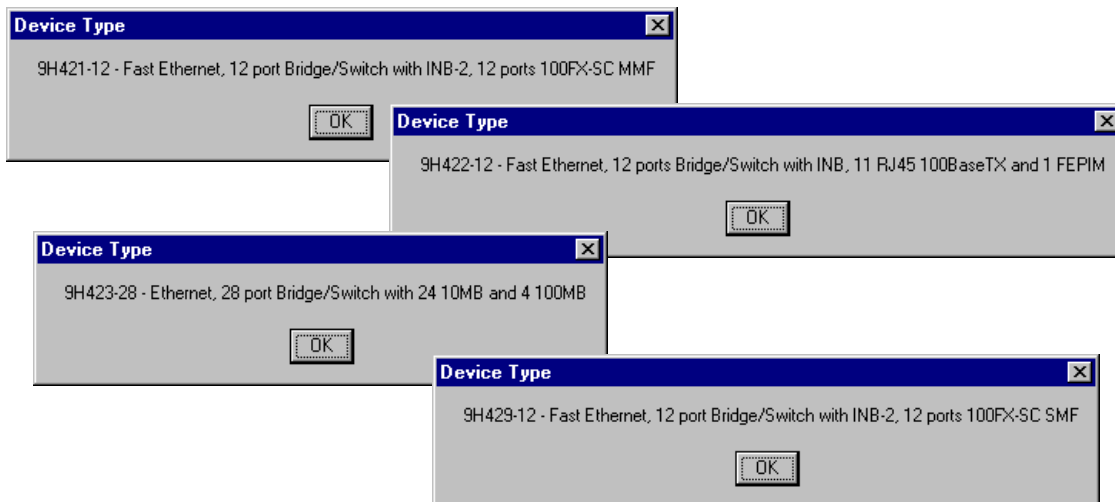 Device Type
9H421-12 - Fast Ethernet, 12 port Bridge/Switch with INB-2, 12 ports 100FX-SC MMF
OK
Device Type
9H422-12 - Fast Ethernet, 12 ports Bridge/Switch with INB, 11 RJ45 100BaseTX and 1 FEPIM
OK
Device Type
9H423-28 - Ethernet, 28 port Bridge/Switch with 24 10MB and 4 100MB
OK
Device Type
9H429-12 - Fast Ethernet, 12 port Bridge/Switch with INB-2, 12 ports 100FX-SC SMF
OK